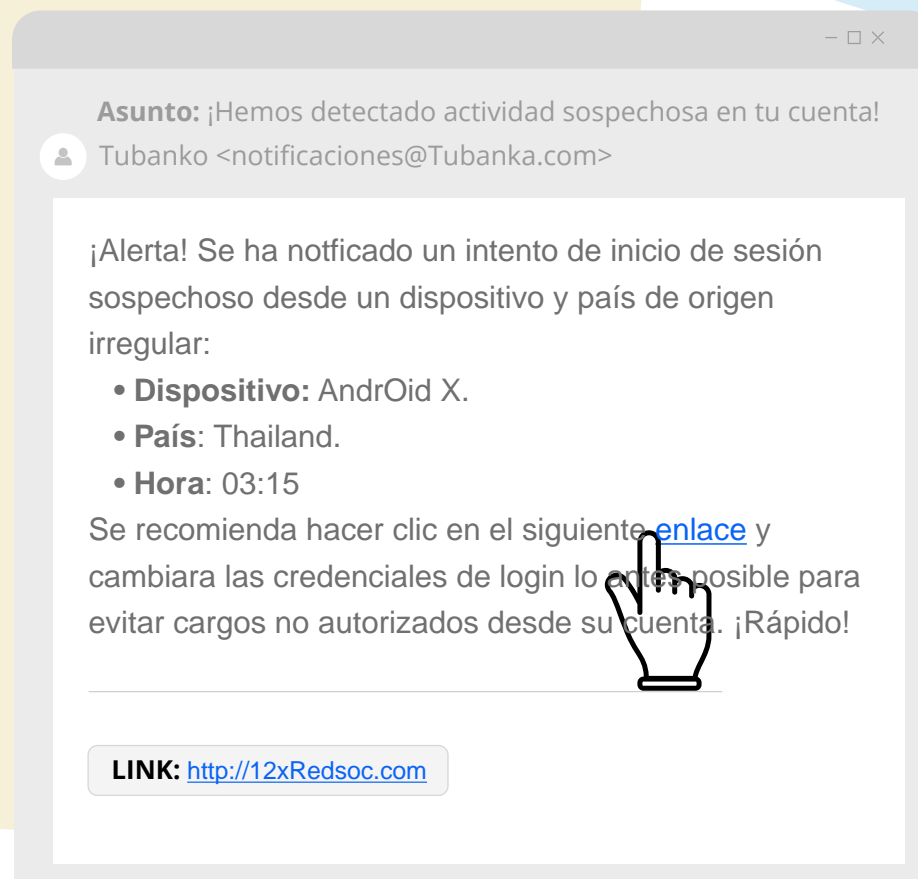 Asunto: ¡Hemos detectado actividad sospechosa en tu cuenta!
Tubanko <notificaciones@Tubanka.com>
¡Alerta! Se ha notficado un intento de inicio de sesión
sospechoso desde un dispositivo y país de origen
irregular:
• Dispositivo: AndrOid X.
• País: Thailand.
• Hora: 03:15
Se recomienda hacer clic en el siguiente enlace y
cambiara las credenciales de login lo antes posible para
evitar cargos no autorizados desde su cuenta. ¡Rápido!
LINK: http://12xRedsoc.com